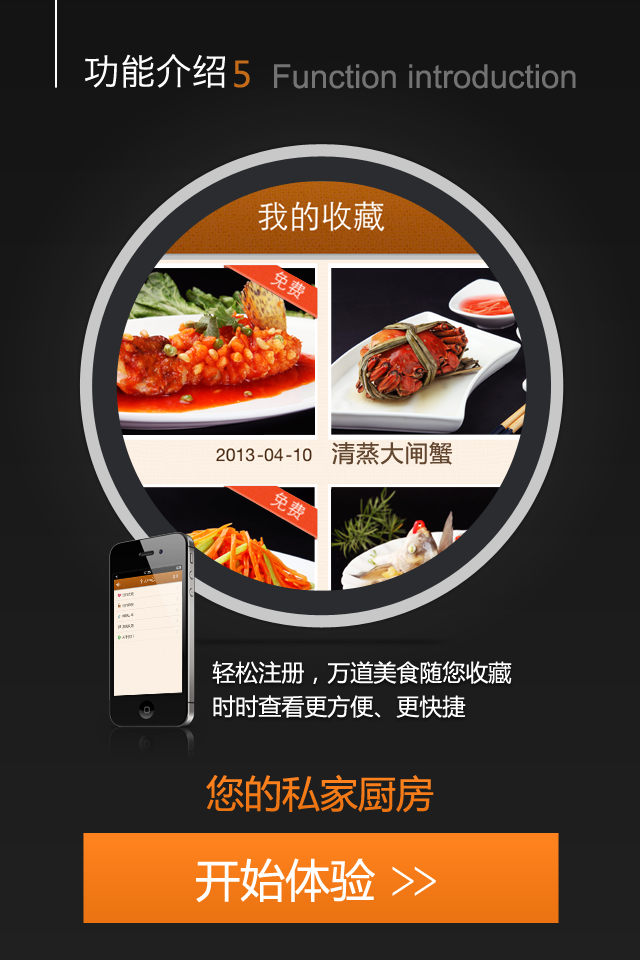 功能介绍5 Function introduction
我的收藏
免费
2013-04-10 清蒸大闸蟹
免费
轻松注册，万道美食随您收藏
时时查看更方便、更快捷
您的私家厨房
开始体验 >>